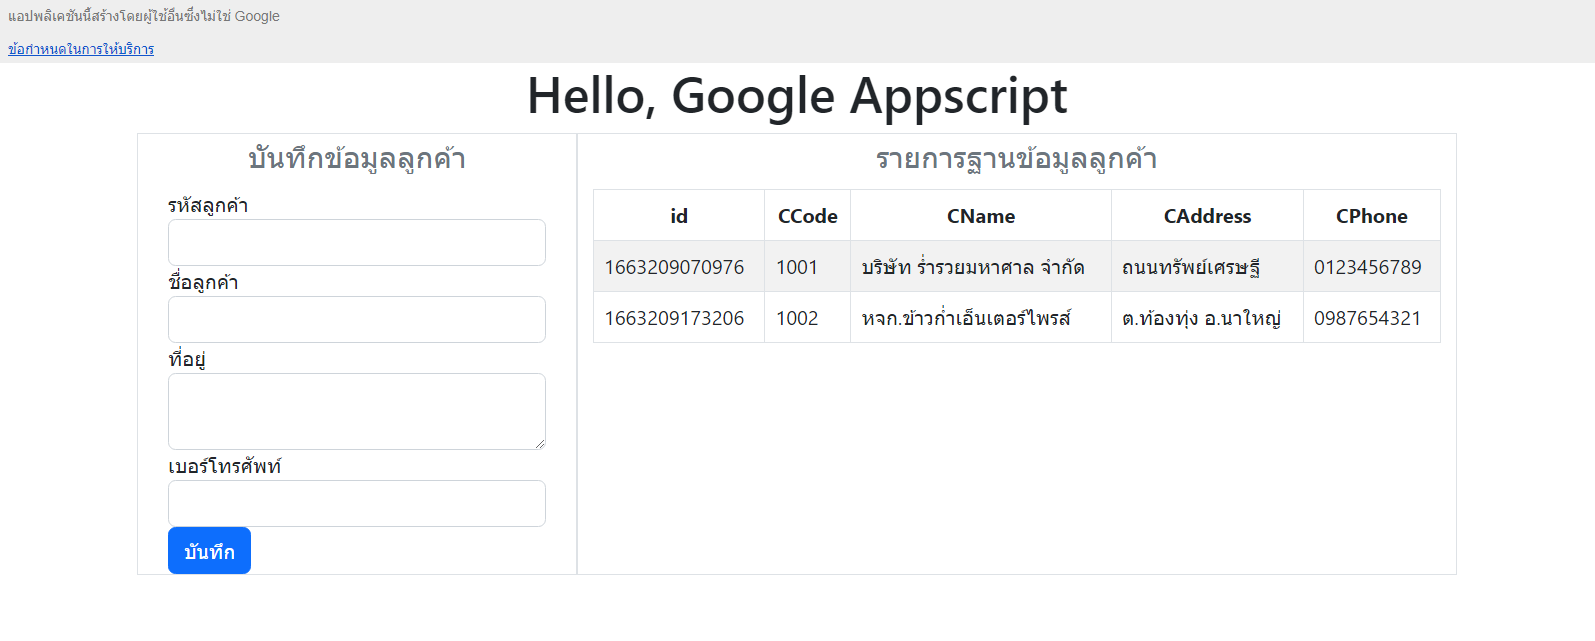 แอปพลิเคชันนี้สร้างโดยผู้ใช้อื่นซึ่งไม่ใช่ Google
ข้อกำหนดในการให้บริการ
Hello, Google Appscript
บันทึกข้อมูลลูกค้า
รหัสลูกค้า
ชื่อลูกค้า
ที่อยู่
เบอร์โทรศัพท์
บันทึก
รายการฐานข้อมูลลูกค้า
id CCode CName CAddress CPhone
1663209070976 1001 บริษัท ร่ำรวยมหาศาล จำกัด ถนนทรัพย์เศรษฐี 0123456789
1663209173206 1002 หจก.ข้าวก่ำเอ็นเตอร์ไพรส์ ต.ท้องทุ่ง อ.นาใหญ่ 0987654321